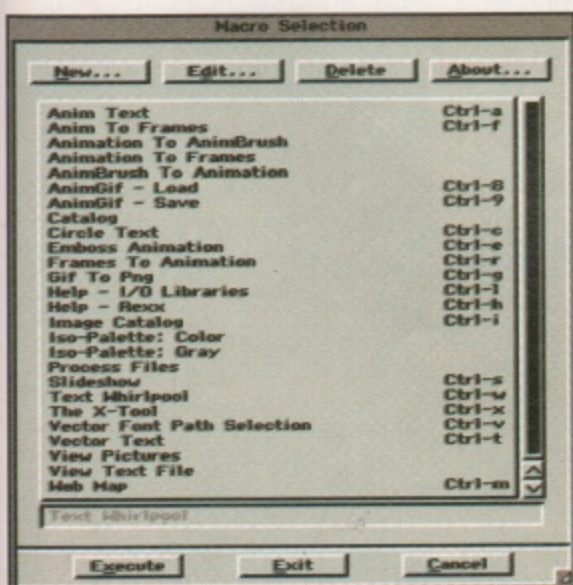 Macro Selection
New... Edit... Delete About...
Anim Text Ctrl-a
Anim To Frames Ctrl-f
Animation To AnimBrush
Animation To Frames
AnimBrush To Animation
AnimGif - Load Ctrl-8
AnimGif - Save Ctrl-9
Catalog
Circle Text Ctrl-c
Emboss Animation Ctrl-e
Frames To Animation Ctrl-r
Gif To Png Ctrl-g
Help - I/O Libraries Ctrl-l
Help - Rexx Ctrl-h
Image Catalog Ctrl-i
Iso-Palette: Color
Iso-Palette: Gray
Process Files
Slideshow Ctrl-s
Text Whirlpool Ctrl-w
The X-Tool Ctrl-x
Vector Font Path Selection Ctrl-v
Vector Text Ctrl-t
View Pictures
View Text File
Web Map Ctrl-m
Text Whirlpool
Execute Exit Cancel